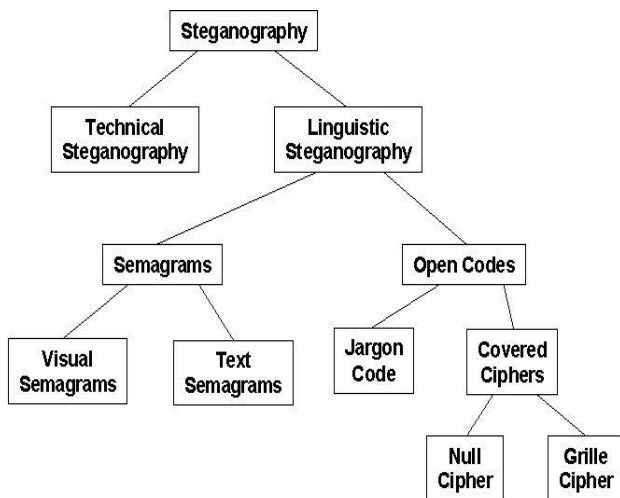 Steganography
Technical
Steganography
Linguistic
Steganography
Semagrams
Open Codes
Visual
Semagrams
Text
Semagrams
Jargon
Code
Covered
Ciphers
Null
Cipher
Grille
Cipher